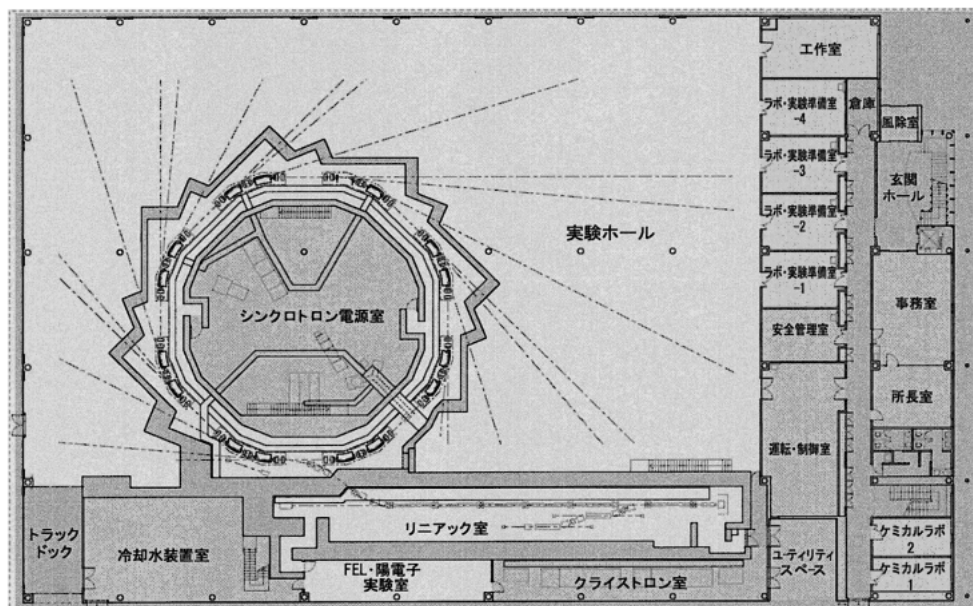 工作室
ラボ・実験準備室
-4
倉庫
風除室
ラボ・実験準備室
-3
玄関
ホール
ラボ・実験準備室
-2
実験ホール
ラボ・実験準備室
-1
シンクロトロン電源室
安全管理室
事務室
所長室
運転・制御室
リニアック室
トラック
ドック
冷却水装置室
FEL・陽電子
実験室
クライストロン室
ユーティリティ
スペース
ケミカルラボ
2
ケミカルラボ
1